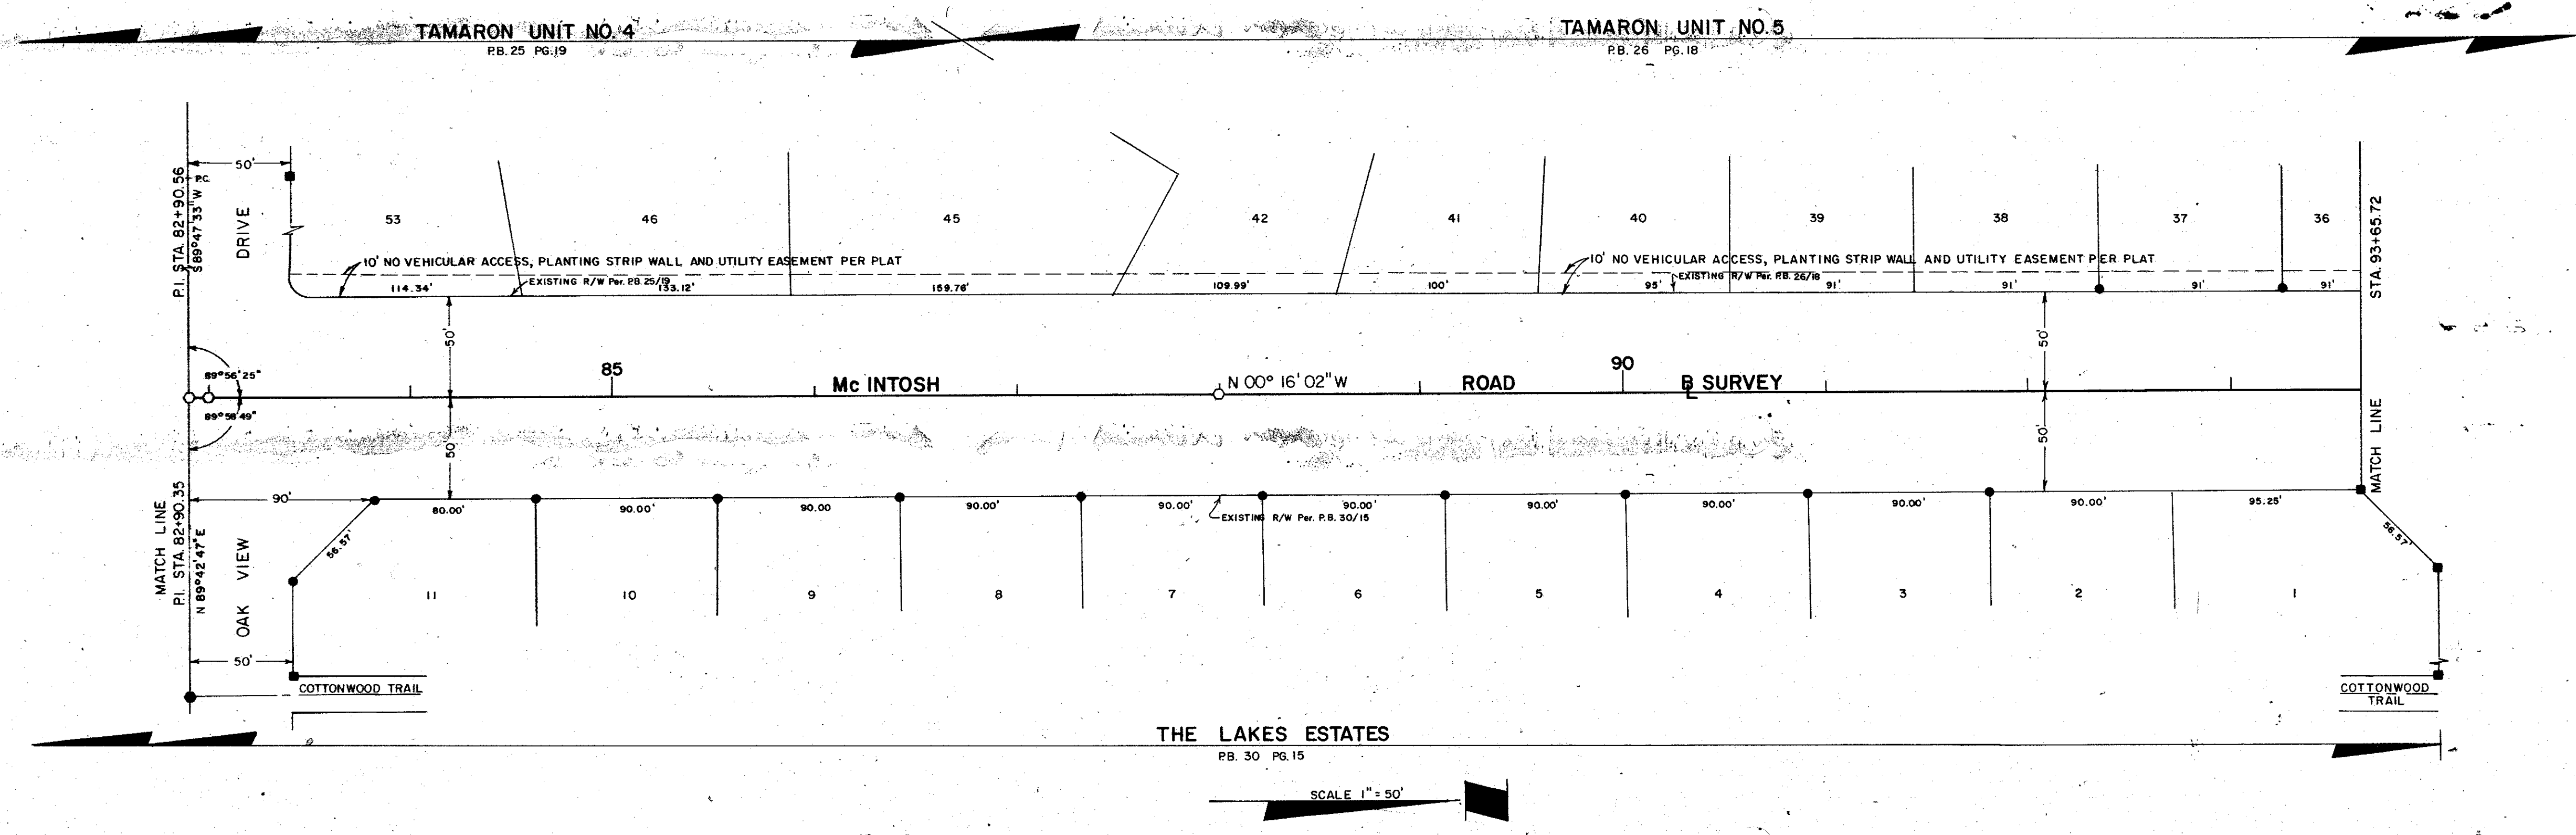 TAMARON UNIT NO. 4
P.B. 25 PG. 19
TAMARON UNIT NO. 5
P.B. 26 PG. 18
50'
P.C.
P.I. STA. 82+90.56
S 89°47'33" W
DRIVE
53
46
45
42
41
40
39
38
37
36
STA. 93+65.72
10' NO VEHICULAR ACCESS, PLANTING STRIP WALL AND UTILITY EASEMENT PER PLAT
10' NO VEHICULAR ACCESS, PLANTING STRIP WALL AND UTILITY EASEMENT PER PLAT
EXISTING R/W Per. P.B. 25/19
EXISTING R/W Per. P.B. 26/18
114.34'
133.12'
159.76'
109.99'
100'
95'
91'
91'
91'
91'
50'
50'
89°56'25"
85
Mc INTOSH
N 00° 16' 02" W
ROAD
90
B SURVEY
L
89°58'49"
50'
50'
MATCH LINE
90'
MATCH LINE
P.I. STA. 82+90.35
N 89°42'47" E
80.00'
90.00'
90.00
90.00'
90.00'
90.00'
90.00'
90.00'
90.00'
90.00'
95.25'
EXISTING R/W Per. P.B. 30/15
56.57'
56.57'
OAK VIEW
11
10
9
8
7
6
5
4
3
2
1
50'
COTTONWOOD TRAIL
COTTONWOOD
TRAIL
THE LAKES ESTATES
P.B. 30 PG. 15
SCALE 1" = 50'